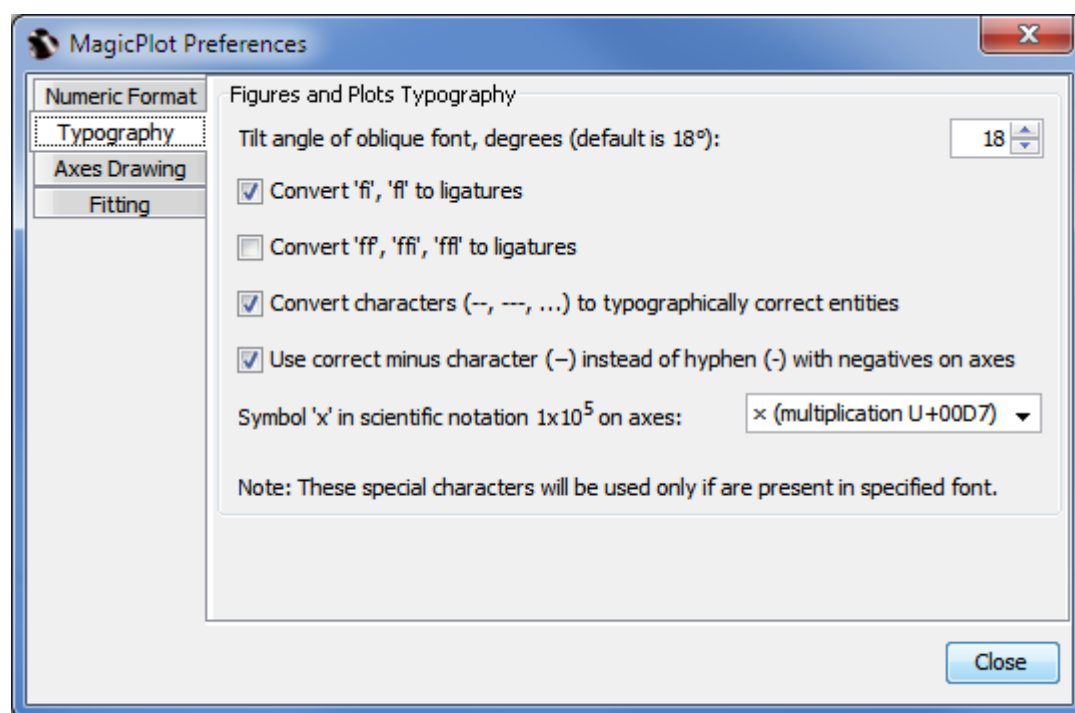 MagicPlot Preferences
Numeric Format
Typography
Axes Drawing
Fitting
Figures and Plots Typography
Tilt angle of oblique font, degrees (default is 18°): 18
Convert 'fi', 'fl' to ligatures
Convert 'ff', 'ffi', 'ffl' to ligatures
Convert characters (--, ---, ...) to typographically correct entities
Use correct minus character (−) instead of hyphen (-) with negatives on axes
Symbol 'x' in scientific notation 1x10⁵ on axes: × (multiplication U+00D7)
Note: These special characters will be used only if are present in specified font.
Close